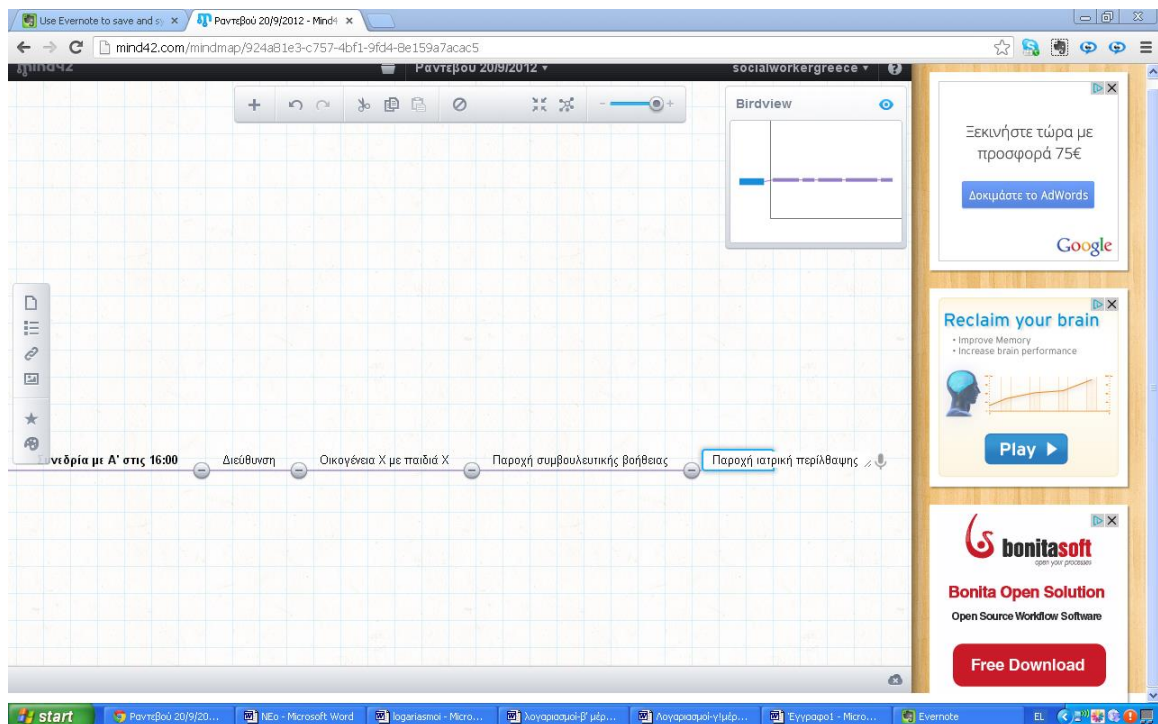 Use Evernote to save and sy
Ραντεβού 20/9/2012 - Mind4
mind42.com/mindmap/924a81e3-c757-4bf1-9fd4-8e159a7acac5
mind42
Ραντεβού 20/9/2012
socialworkergreece
Birdview
Ξεκινήστε τώρα με
προσφορά 75€
Δοκιμάστε το AdWords
Google
Reclaim your brain
• Improve Memory
• Increase brain performance
Play
Συνεδρία με Α' στις 16:00
Διεύθυνση
Οικογένεια Χ με παιδιά Χ
Παροχή συμβουλευτικής βοήθειας
Παροχή ιατρική περίλθαψης
bonitasoft
open your processes
Bonita Open Solution
Open Source Workflow Software
Free Download
start
Ραντεβού 20/9/20...
NEo - Microsoft Word
logariasmoi - Micro...
λογαριασμοί-β' μέρ...
Λογαριασμοί-γ!μέρ...
Έγγραφο1 - Micro...
Evernote
EL